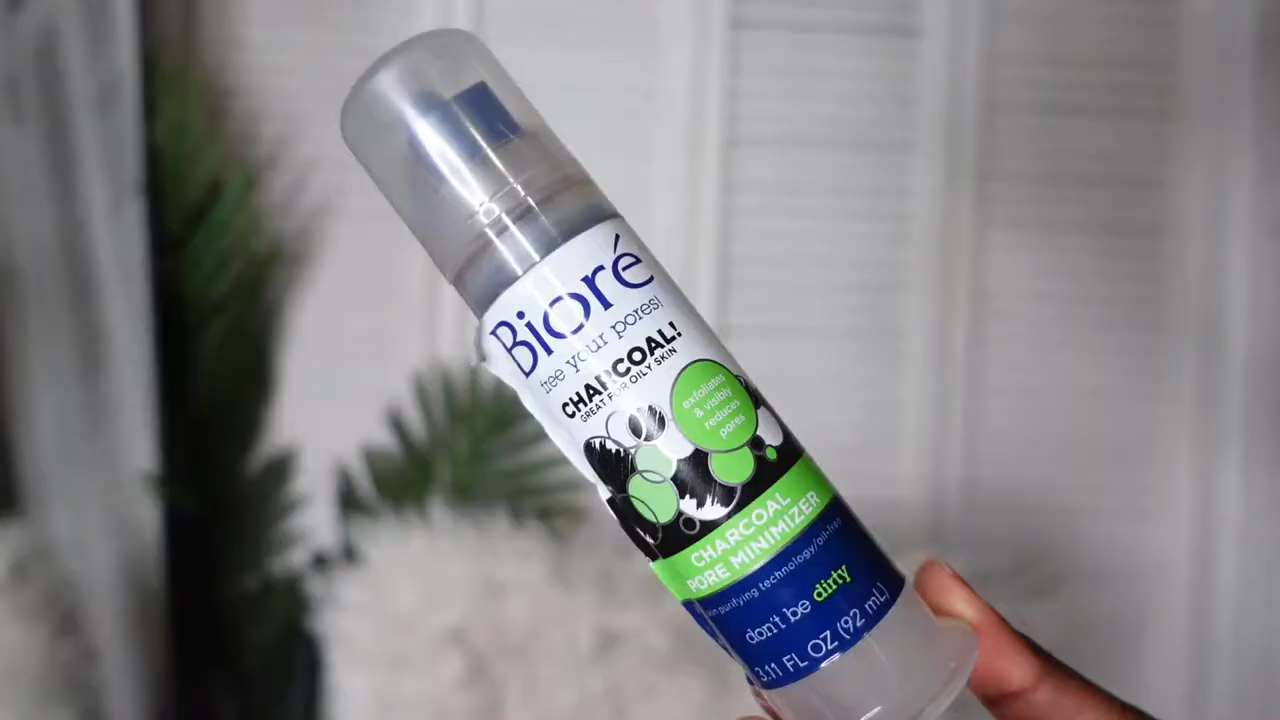 Bioré
free your pores!
CHARCOAL!
GREAT FOR OILY SKIN
exfoliates
& visibly
reduces
pores
CHARCOAL
PORE MINIMIZER
skin purifying technology/oil-free
don't be dirty
3.11 FL OZ (92 mL)